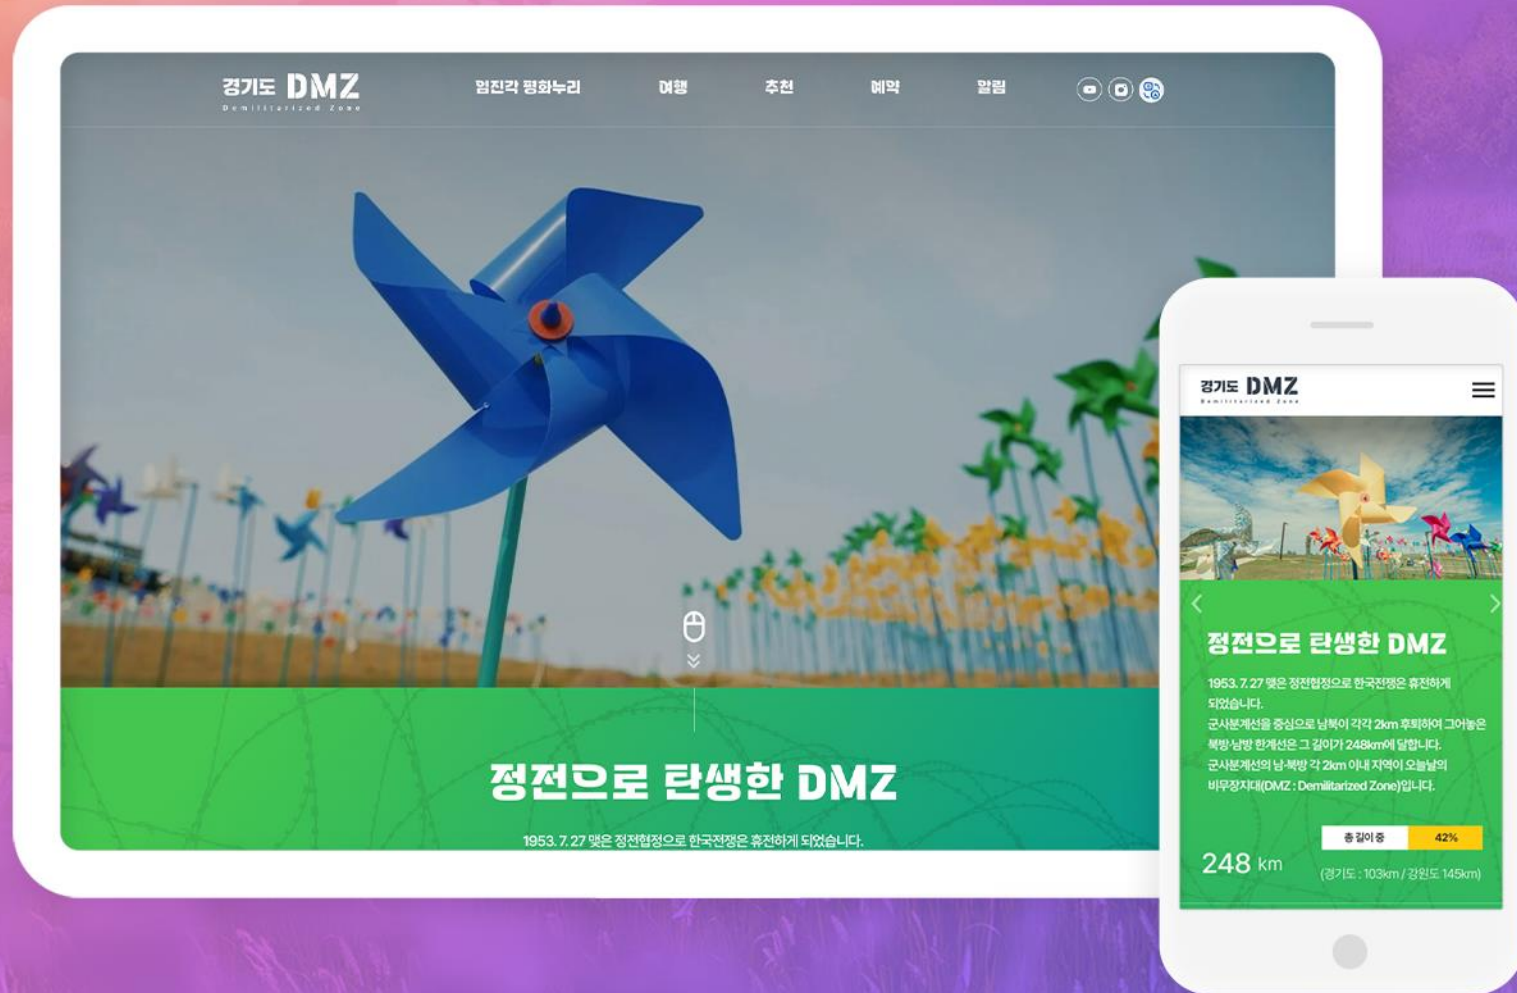 경기도 DMZ
Demilitarized Zone
임진각 평화누리 여행 추천 예약 알림
정전으로 탄생한 DMZ
1953. 7. 27 맺은 정전협정으로 한국전쟁은 휴전하게 되었습니다.
경기도 DMZ
Demilitarized Zone
정전으로 탄생한 DMZ
1953. 7. 27 맺은 정전협정으로 한국전쟁은 휴전하게
되었습니다.
군사분계선을 중심으로 남북이 각각 2km 후퇴하여 그어놓은
북방·남방 한계선은 그 길이가 248km에 달합니다.
군사분계선의 남·북방 각 2km 이내 지역이 오늘날의
비무장지대(DMZ : Demilitarized Zone)입니다.
총 길이 중 42%
248 km
(경기도 : 103km / 강원도 145km)